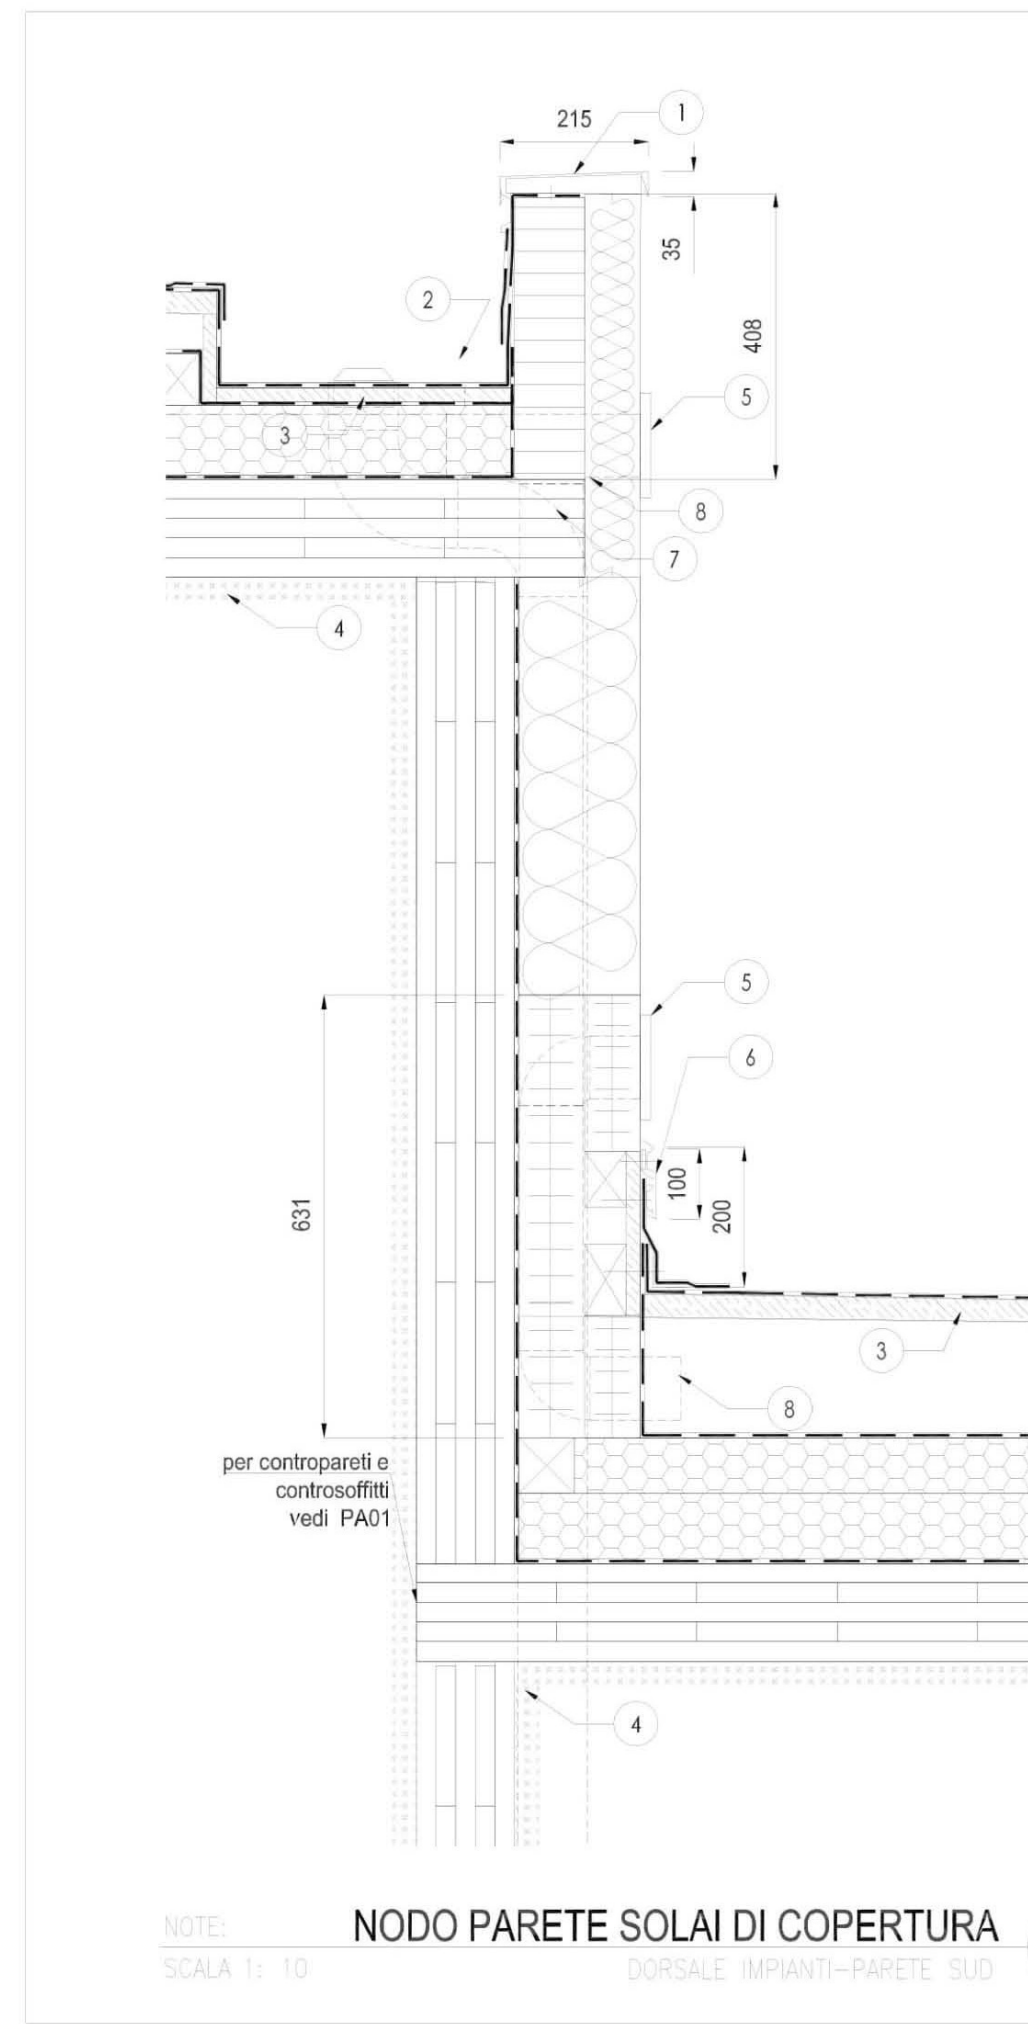 1
215
35
2
408
5
3
8
7
4
5
6
100
200
631
3
8
per contropareti e
controsoffitti
vedi PA01
4
NOTE:
NODO PARETE SOLAI DI COPERTURA
SCALA 1: 10
DORSALE IMPIANTI-PARETE SUD